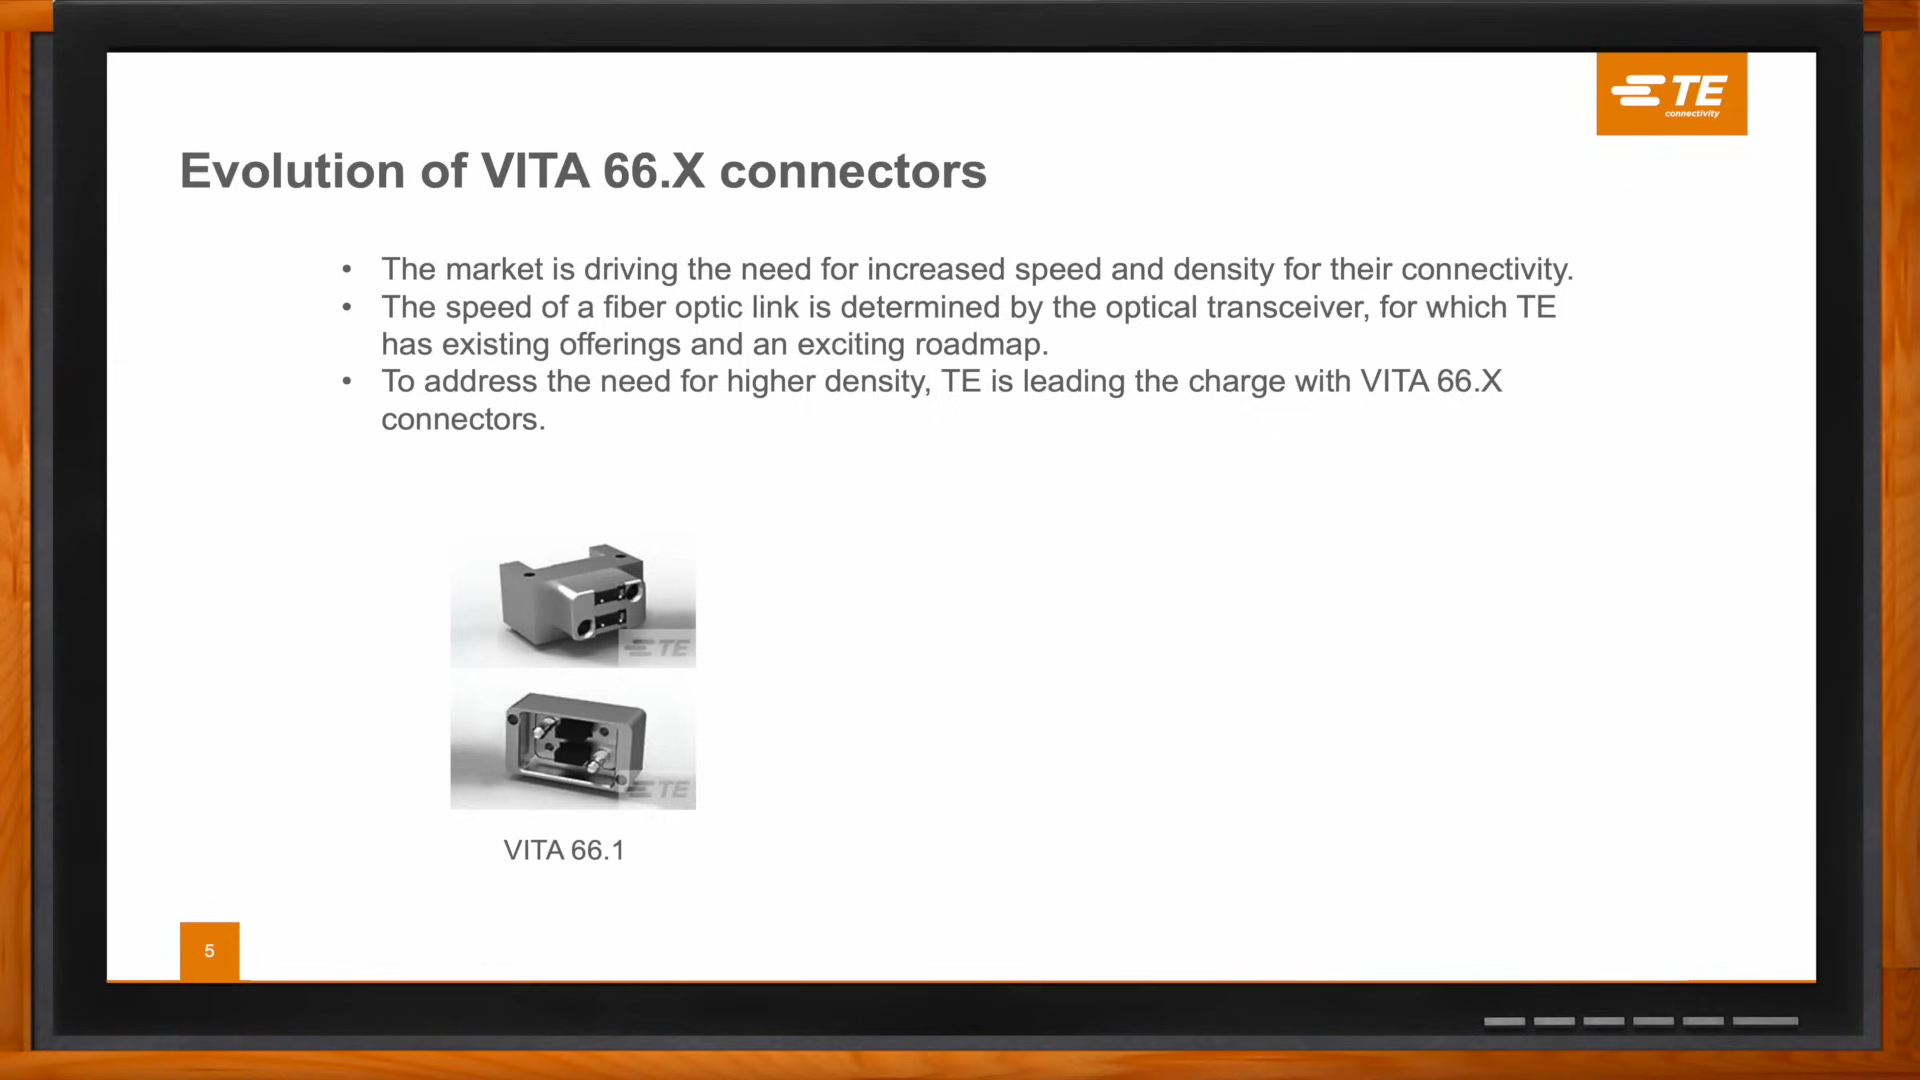 TE
connectivity
Evolution of VITA 66.X connectors
• The market is driving the need for increased speed and density for their connectivity.
• The speed of a fiber optic link is determined by the optical transceiver, for which TE
has existing offerings and an exciting roadmap.
• To address the need for higher density, TE is leading the charge with VITA 66.X
connectors.
TE
TE
VITA 66.1
5